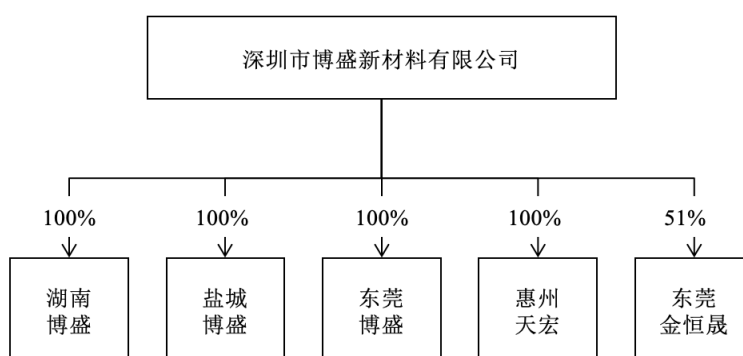 深圳市博盛新材料有限公司
100%
100%
100%
100%
51%
湖南
博盛
盐城
博盛
东莞
博盛
惠州
天宏
东莞
金恒晟